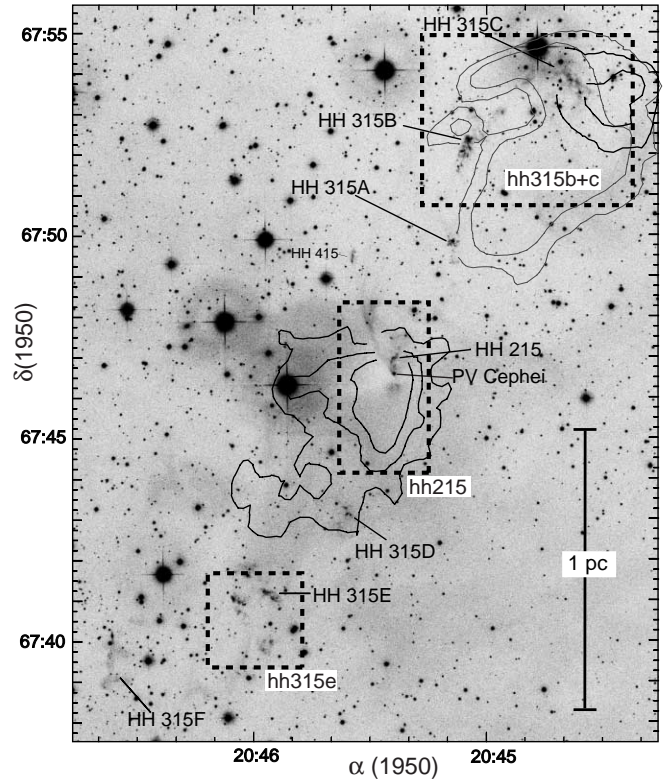 HH 315C
67:55
HH 315B
hh315b+c
HH 315A
67:50
HH 415
HH 215
PV Cephei
δ(1950)
67:45
hh215
HH 315D
1 pc
HH 315E
67:40
hh315e
HH 315F
20:46
20:45
α (1950)